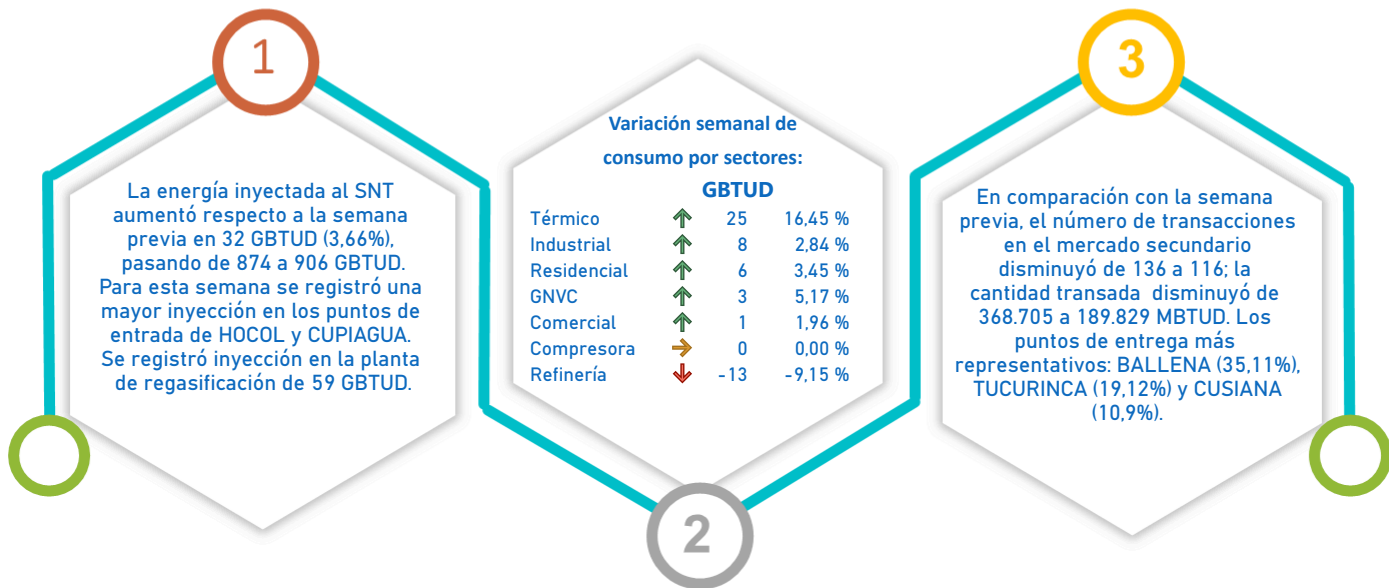 1
La energía inyectada al SNT
aumentó respecto a la semana
previa en 32 GBTUD (3,66%),
pasando de 874 a 906 GBTUD.
Para esta semana se registró una
mayor inyección en los puntos de
entrada de HOCOL y CUPIAGUA.
Se registró inyección en la planta
de regasificación de 59 GBTUD.
Variación semanal de
consumo por sectores:
GBTUD
Térmico 25 16,45 %
Industrial 8 2,84 %
Residencial 6 3,45 %
GNVC 3 5,17 %
Comercial 1 1,96 %
Compresora 0 0,00 %
Refinería -13 -9,15 %
2
3
En comparación con la semana
previa, el número de transacciones
en el mercado secundario
disminuyó de 136 a 116; la
cantidad transada disminuyó de
368.705 a 189.829 MBTUD. Los
puntos de entrega más
representativos: BALLENA (35,11%),
TUCURINCA (19,12%) y CUSIANA
(10,9%).